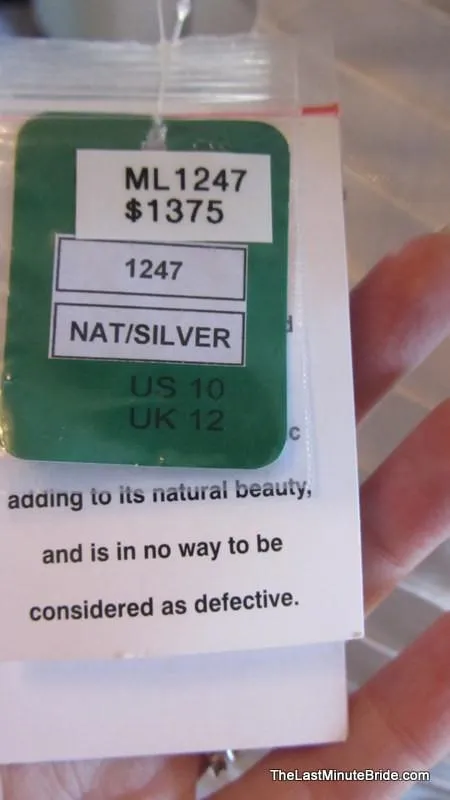 ML1247
$1375
1247
NAT/SILVER
US 10
UK 12
adding to its natural beauty,
and is in no way to be
considered as defective.
TheLastMinuteBride.com